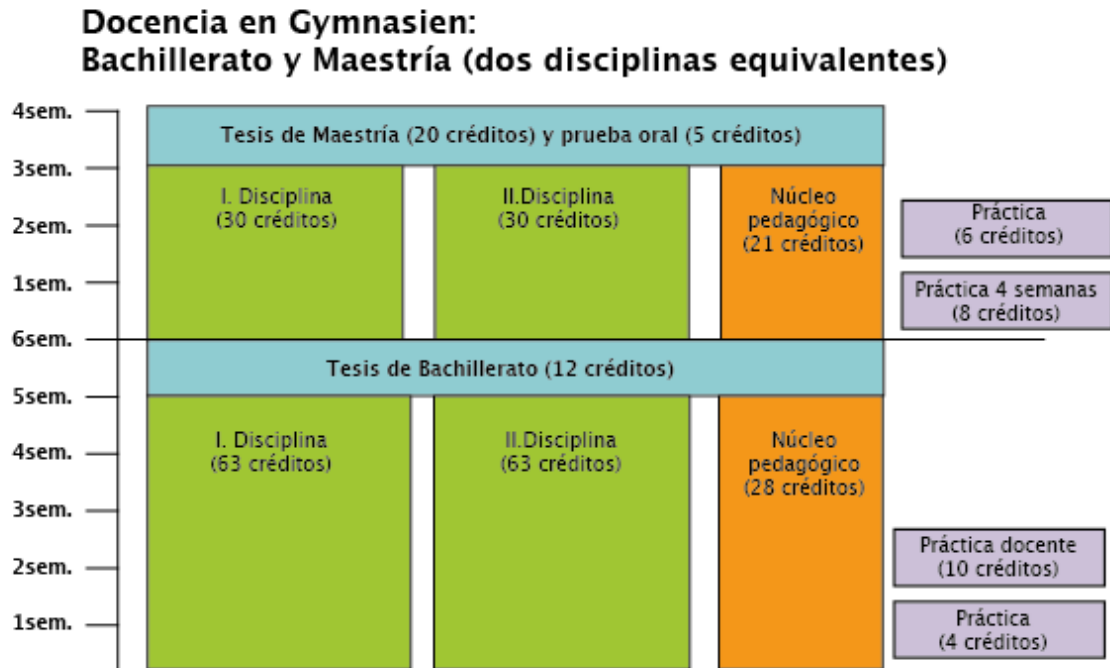 Docencia en Gymnasien:
Bachillerato y Maestría (dos disciplinas equivalentes)
4sem.
Tesis de Maestría (20 créditos) y prueba oral (5 créditos)
3sem.
I. Disciplina
(30 créditos)
II.Disciplina
(30 créditos)
Núcleo
pedagógico
(21 créditos)
2sem.
Práctica
(6 créditos)
1sem.
Práctica 4 semanas
(8 créditos)
6sem.
Tesis de Bachillerato (12 créditos)
5sem.
I. Disciplina
(63 créditos)
II.Disciplina
(63 créditos)
Núcleo
pedagógico
(28 créditos)
4sem.
3sem.
2sem.
Práctica docente
(10 créditos)
1sem.
Práctica
(4 créditos)